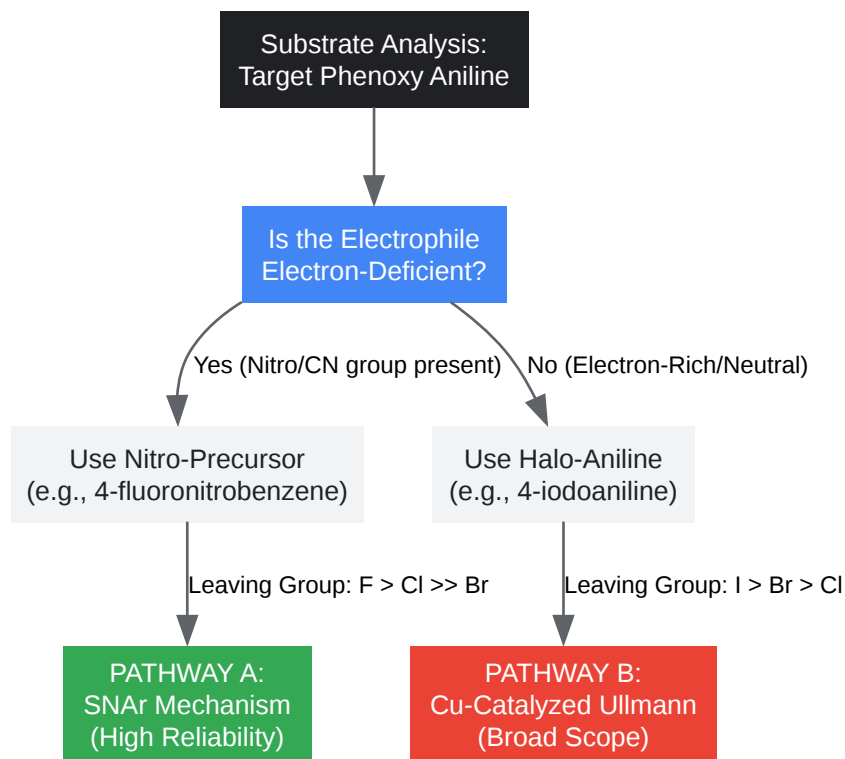 Substrate Analysis:
Target Phenoxy Aniline
Is the Electrophile
Electron-Deficient?
Yes (Nitro/CN group present)
No (Electron-Rich/Neutral)
Use Nitro-Precursor
(e.g., 4-fluoronitrobenzene)
Use Halo-Aniline
(e.g., 4-iodoaniline)
Leaving Group: F > Cl >> Br
Leaving Group: I > Br > Cl
PATHWAY A:
SNAr Mechanism
(High Reliability)
PATHWAY B:
Cu-Catalyzed Ullmann
(Broad Scope)